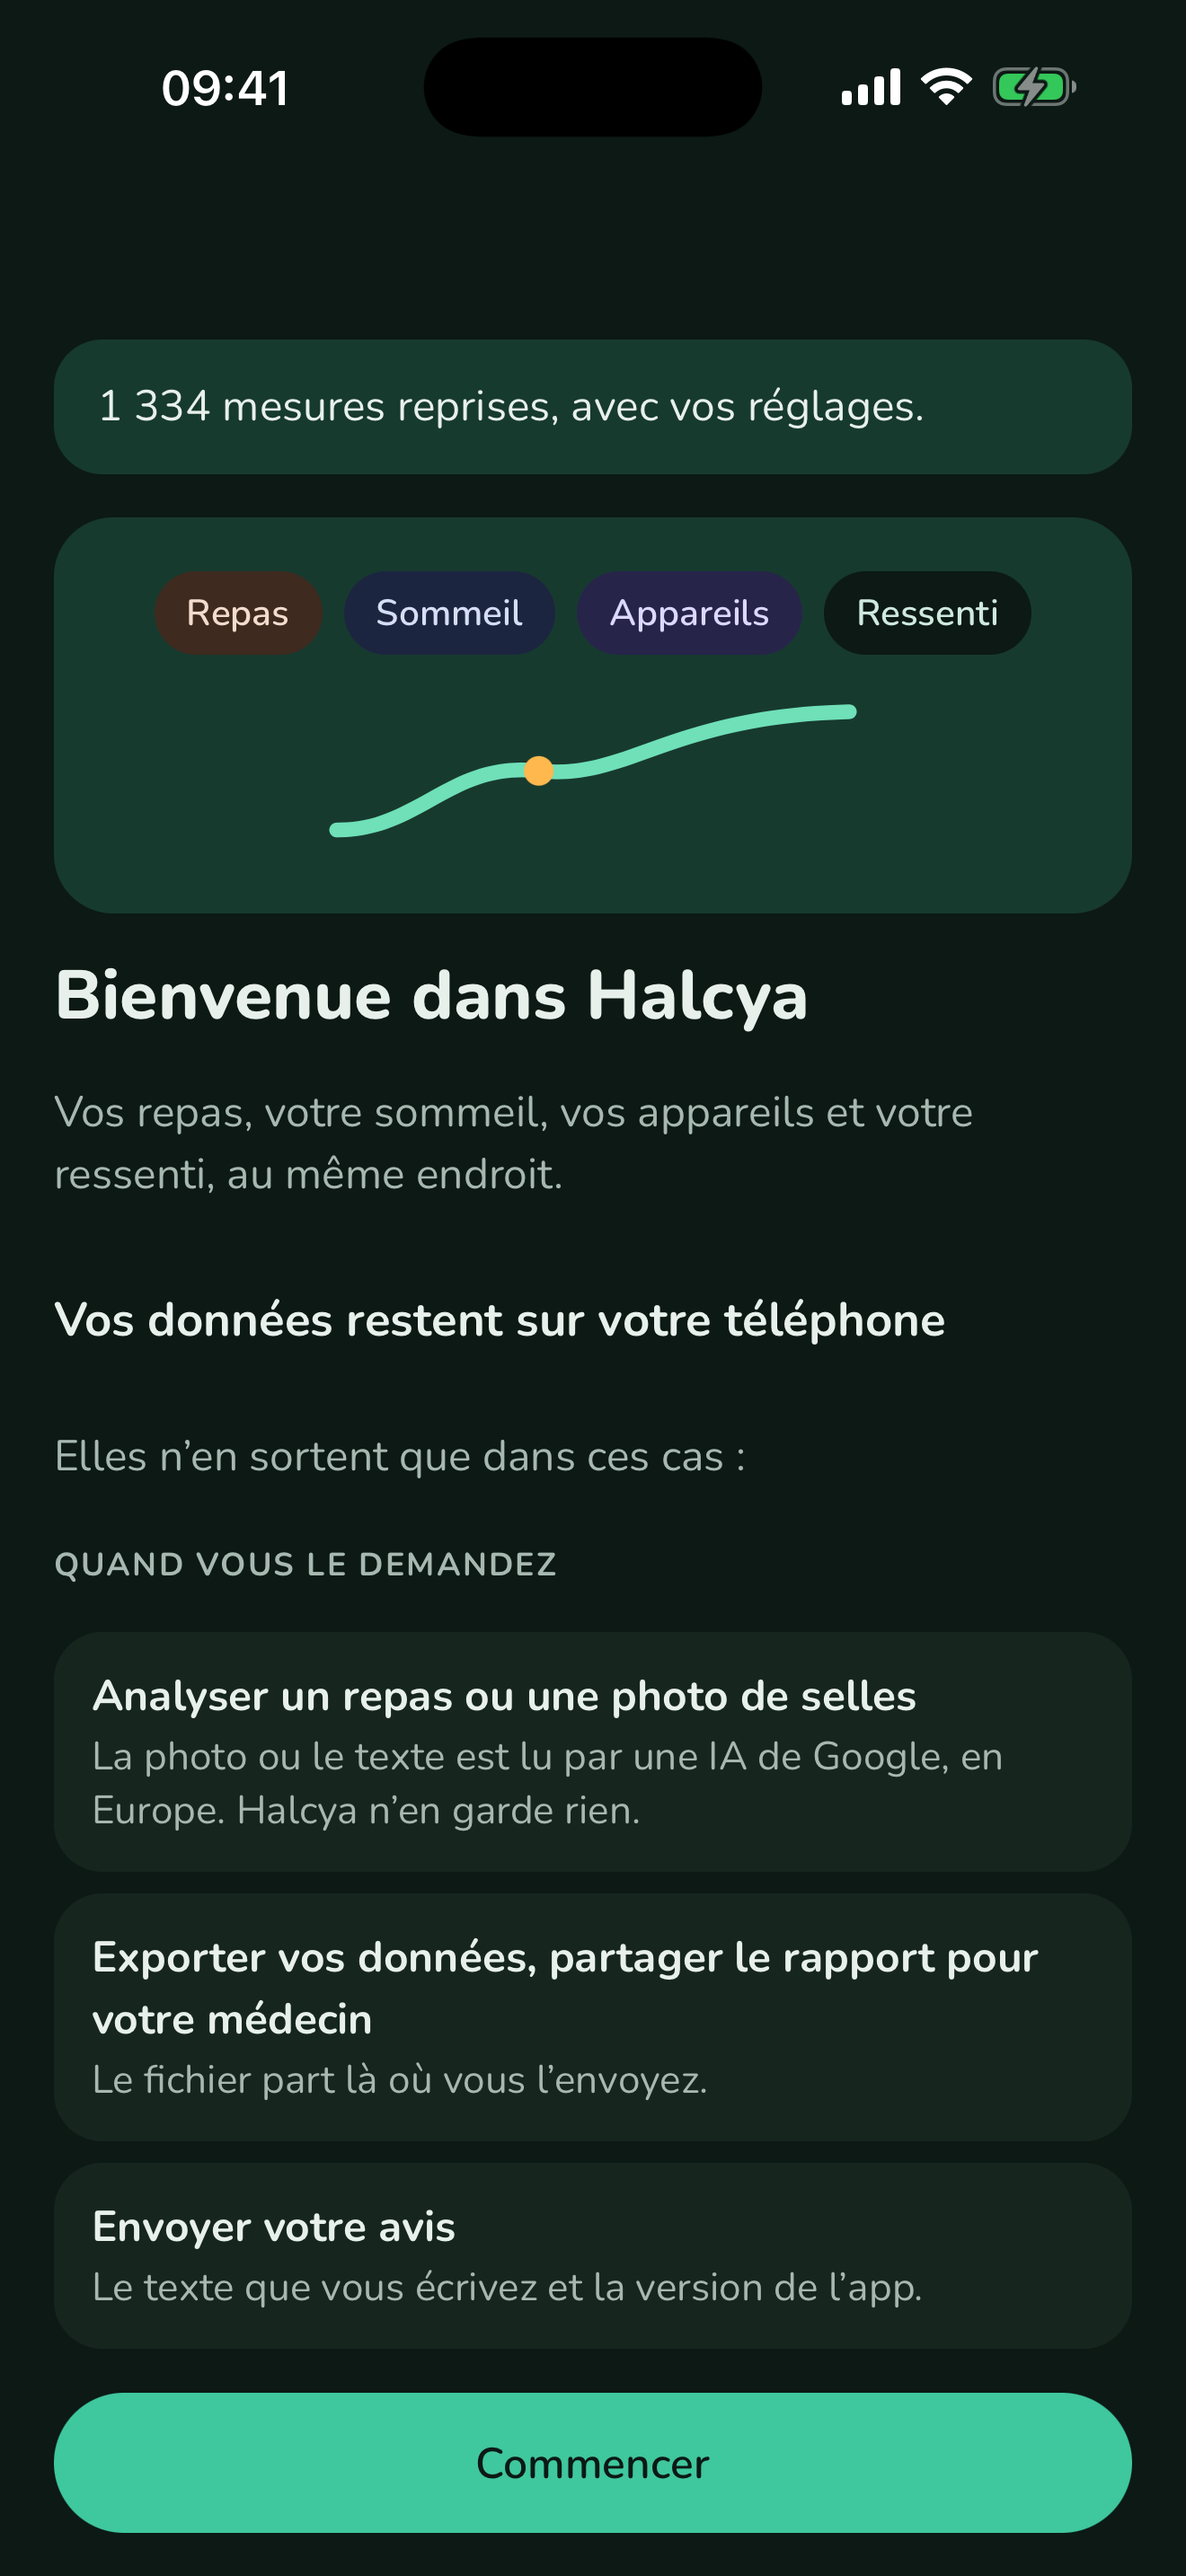 09:41
1 334 mesures reprises, avec vos réglages.
Repas Sommeil Appareils Ressenti
Bienvenue dans Halcya
Vos repas, votre sommeil, vos appareils et votre
ressenti, au même endroit.
Vos données restent sur votre téléphone
Elles n’en sortent que dans ces cas :
QUAND VOUS LE DEMANDEZ
Analyser un repas ou une photo de selles
La photo ou le texte est lu par une IA de Google, en
Europe. Halcya n’en garde rien.
Exporter vos données, partager le rapport pour
votre médecin
Le fichier part là où vous l’envoyez.
Envoyer votre avis
Le texte que vous écrivez et la version de l’app.
Commencer